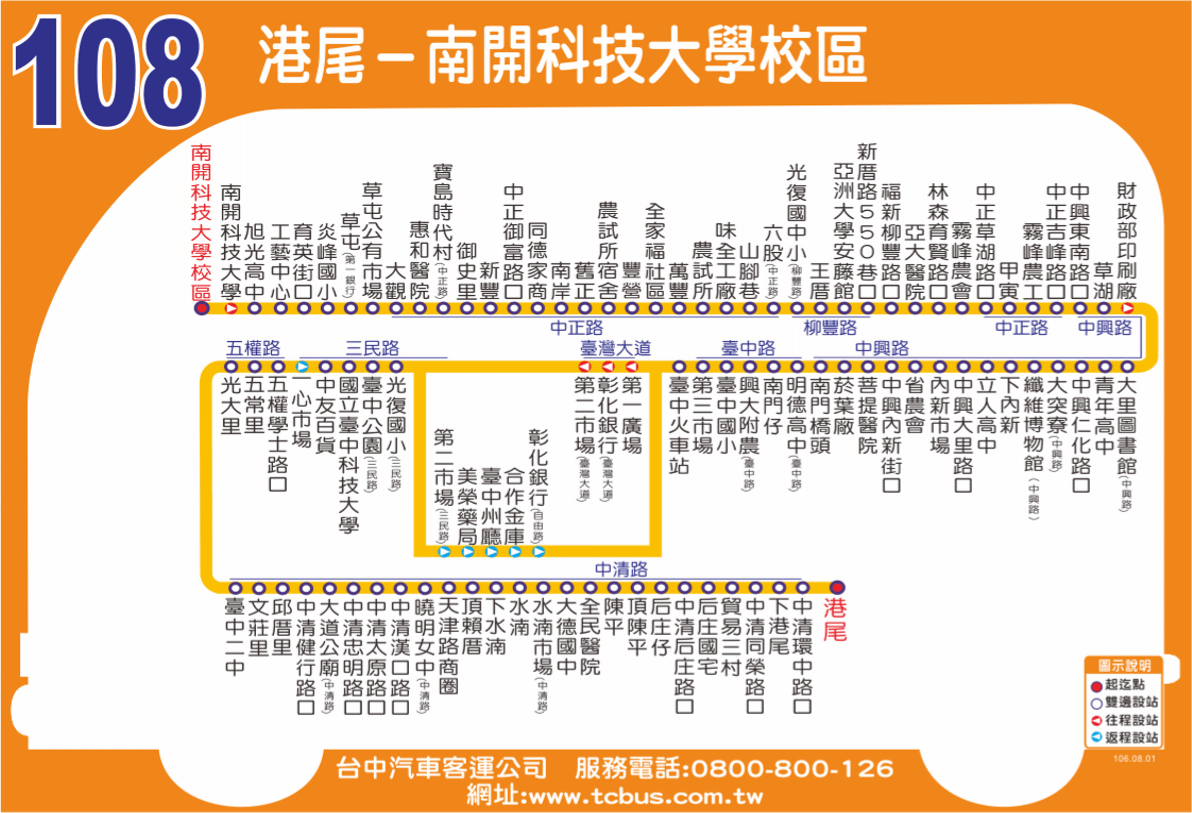 108
港尾－南開科技大學校區
南開科技大學校區
南開科技大學
旭光高中
工藝中心
育英街口
炎峰國小
草屯(第一銀行)
草屯公有市場
大觀
惠和醫院
寶島時代村(中正路)
御史里
新豐
中正御富路口
同德家商
南岸
舊正
農試所宿舍
豐營
全家福社區
萬豐
農試所
味全工廠
山腳巷
六股(中正路)
光復國中小(柳豐路)
王厝
亞洲大學安藤館
新厝路550巷口
福新柳豐路口
亞大醫院
林森育賢路口
霧峰農會
中正草湖路口
甲寅
霧峰農工
中正吉峰路口
中興東南路口
草湖
財政部印刷廠
中正路
柳豐路
中正路
中興路
五權路
三民路
臺灣大道
臺中路
中興路
光大里
五常里
五權學士路口
一心市場
中友百貨
國立臺中科技大學
臺中公園(三民路)
光復國小(三民路)
第二市場(三民路)
美榮藥局
臺中州廳
合作金庫
彰化銀行(自由路)
第二市場(臺灣大道)
彰化銀行(臺灣大道)
第一廣場
臺中火車站
第三市場
臺中國小
興大附農(臺中路)
南門仔
明德高中(臺中路)
南門橋頭
菸葉廠
菩提醫院
中興內新街口
省農會
內新市場
中興大里路口
立人高中
下內新
纖維博物館(中興路)
大突寮(中興路)
中興仁化路口
青年高中
大里圖書館(中興路)
中清路
臺中二中
文莊里
邱厝里
中清健行路口
大道公廟(中清路)
中清忠明路口
中清太原路口
中清漢口路口
曉明女中(中清路)
天津路商圈
頂賴厝
下水湳
水湳
水湳市場(中清路)
大德國中
全民醫院
陳平
頂陳平
后庄仔
中清后庄路口
后庄國宅
貿易三村
中清同榮路口
下港尾
中清環中路口
港尾
圖示說明
起迄點
雙邊設站
往程設站
返程設站
106.08.01
台中汽車客運公司 服務電話:0800-800-126
網址:www.tcbus.com.tw